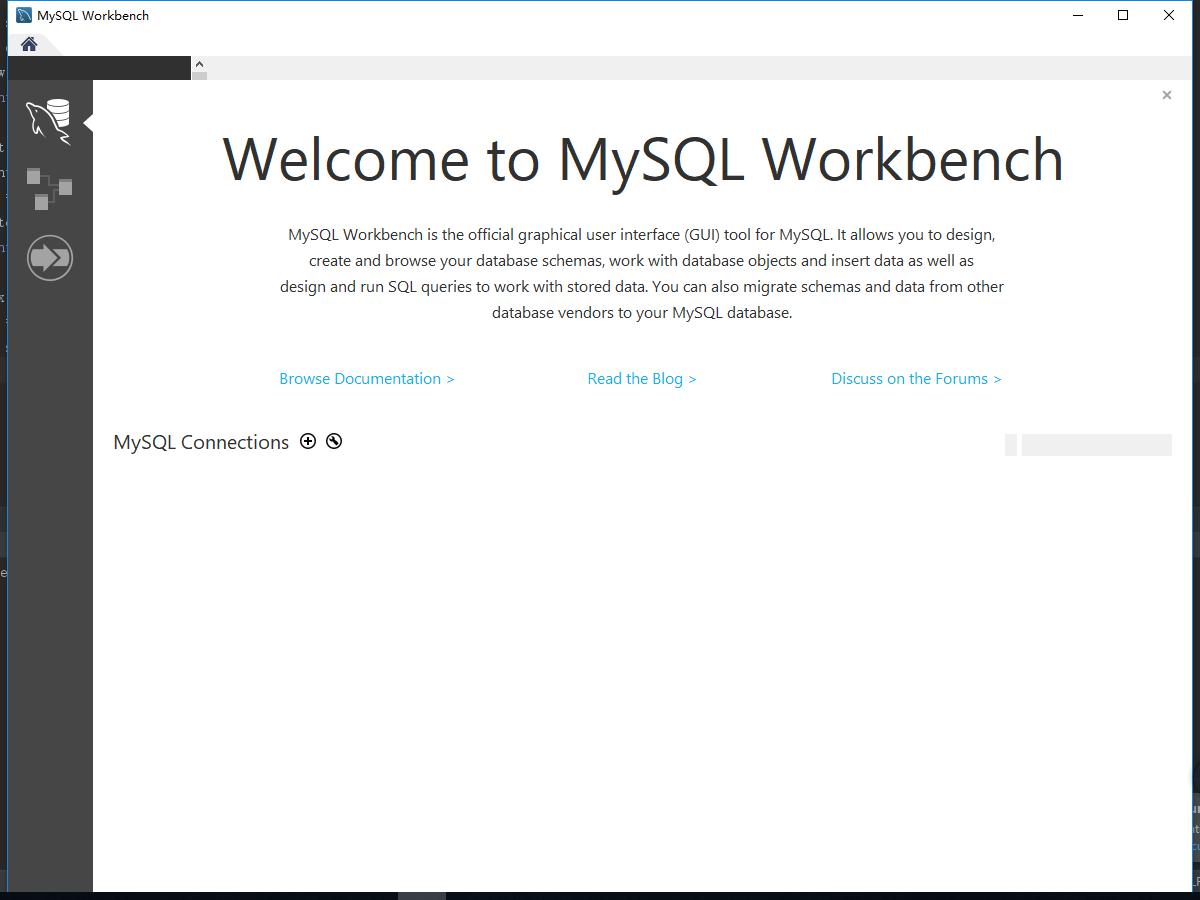 MySQL Workbench
Welcome to MySQL Workbench
MySQL Workbench is the official graphical user interface (GUI) tool for MySQL. It allows you to design,
create and browse your database schemas, work with database objects and insert data as well as
design and run SQL queries to work with stored data. You can also migrate schemas and data from other
database vendors to your MySQL database.
Browse Documentation >
Read the Blog >
Discuss on the Forums >
MySQL Connections